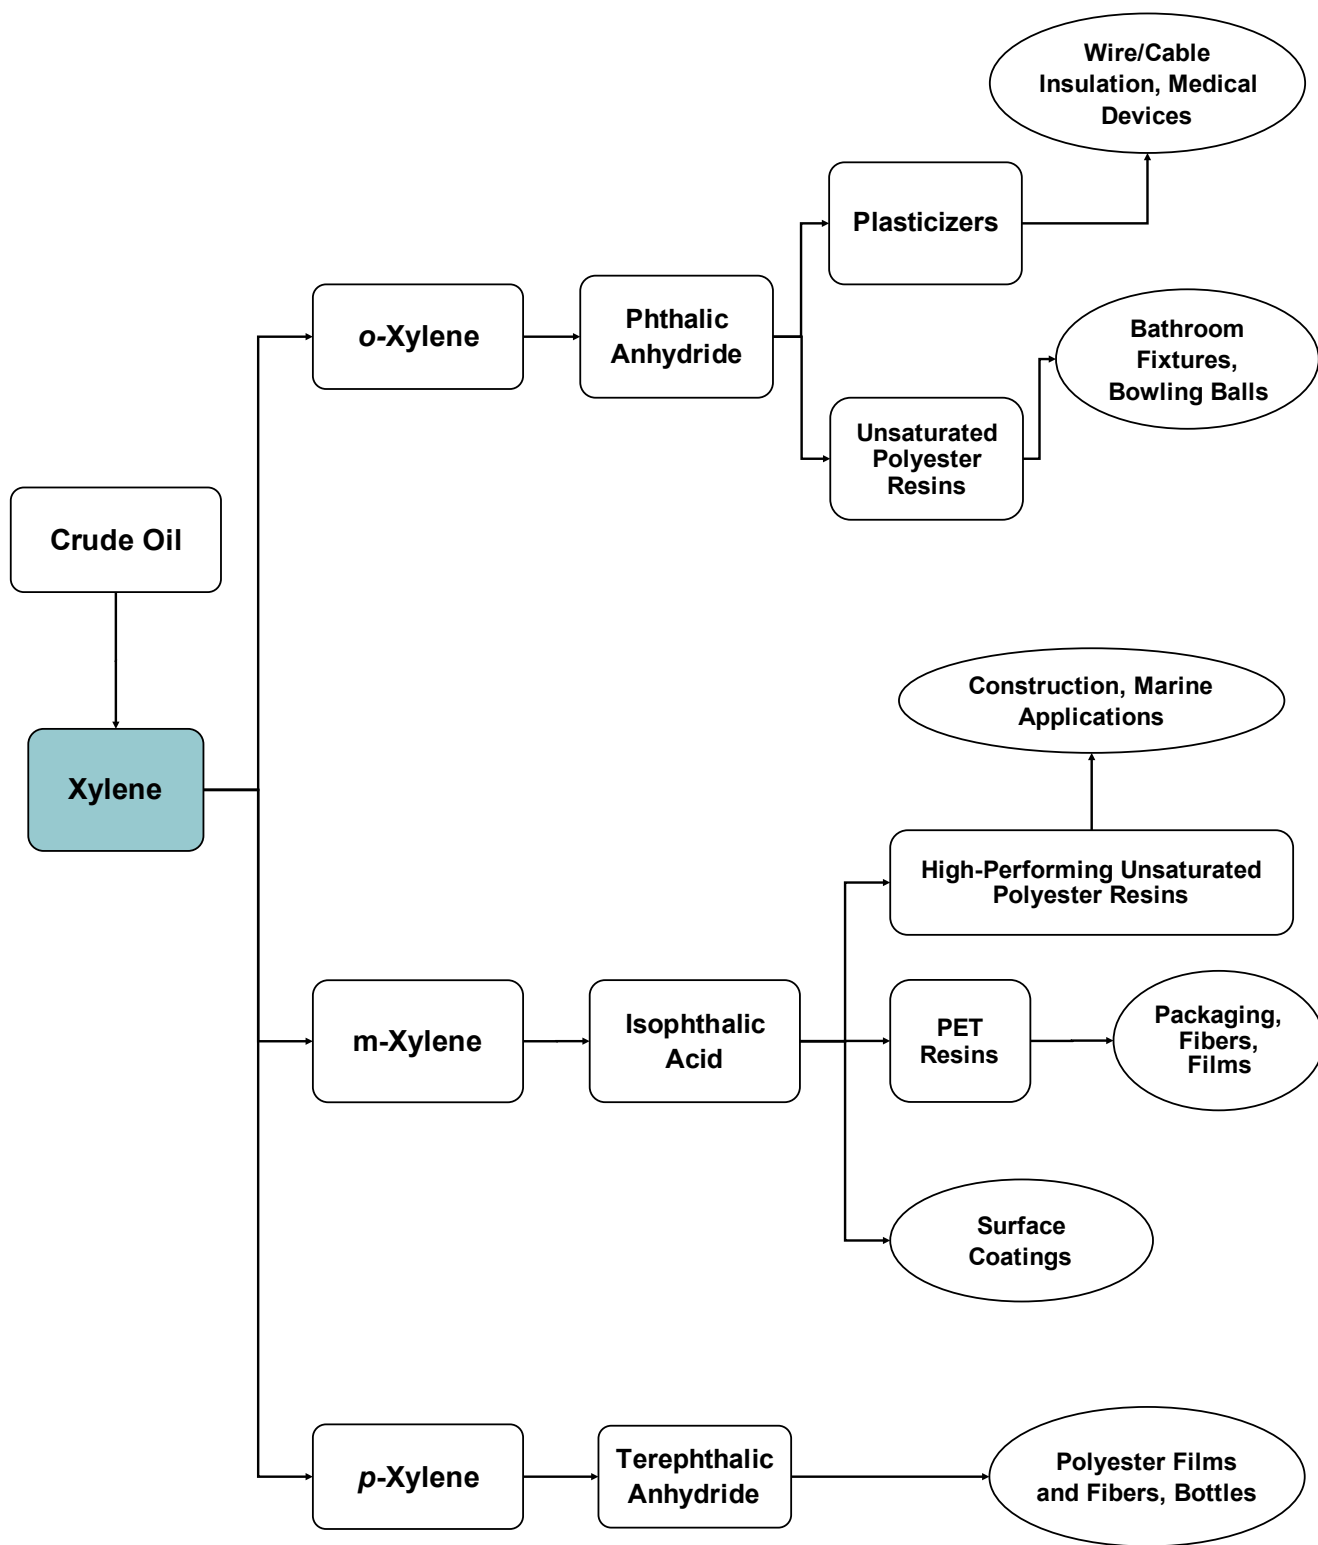 Wire/Cable
Insulation, Medical
Devices
Plasticizers
o-Xylene
Phthalic
Anhydride
Bathroom
Fixtures,
Bowling Balls
Unsaturated
Polyester
Resins
Crude Oil
Xylene
Construction, Marine
Applications
High-Performing Unsaturated
Polyester Resins
m-Xylene
Isophthalic
Acid
PET
Resins
Packaging,
Fibers,
Films
Surface
Coatings
p-Xylene
Terephthalic
Anhydride
Polyester Films
and Fibers, Bottles